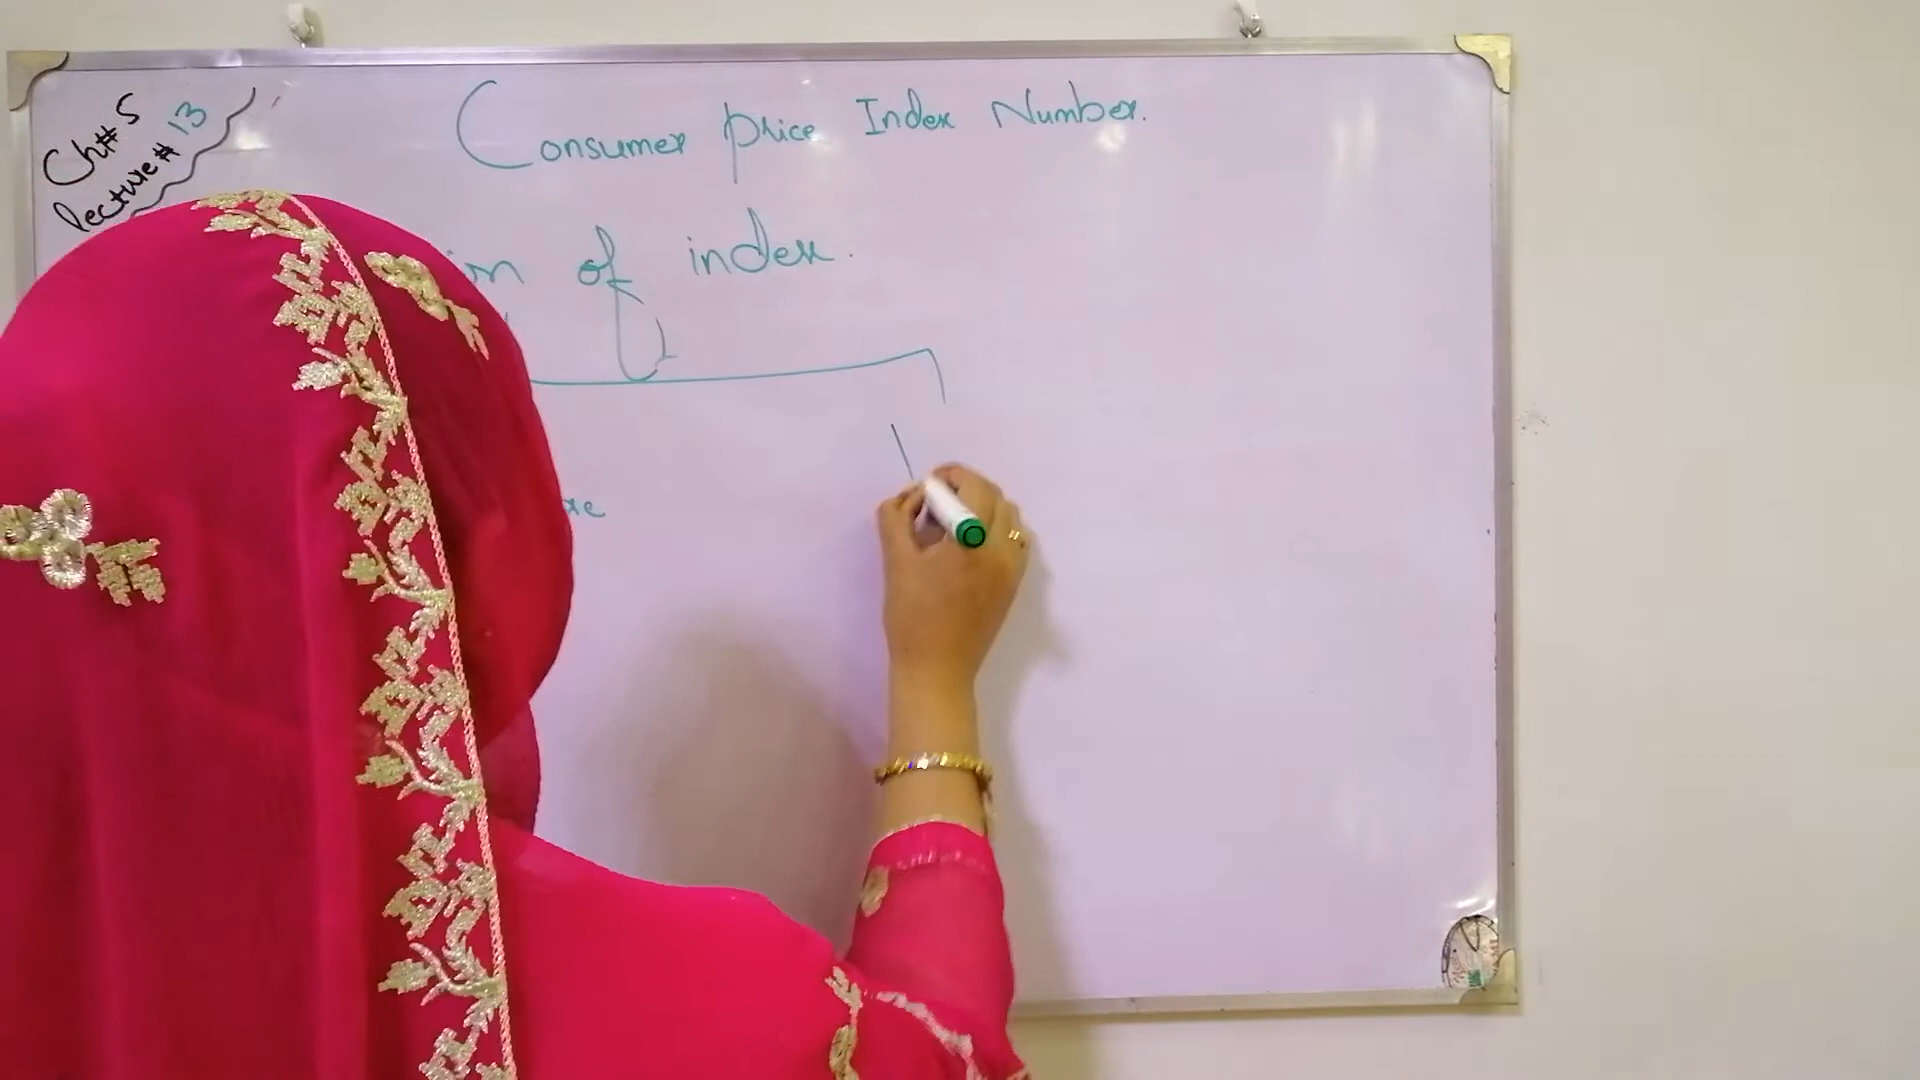 Ch# 5
Lecture # 13
Consumer price Index Number.
of index.